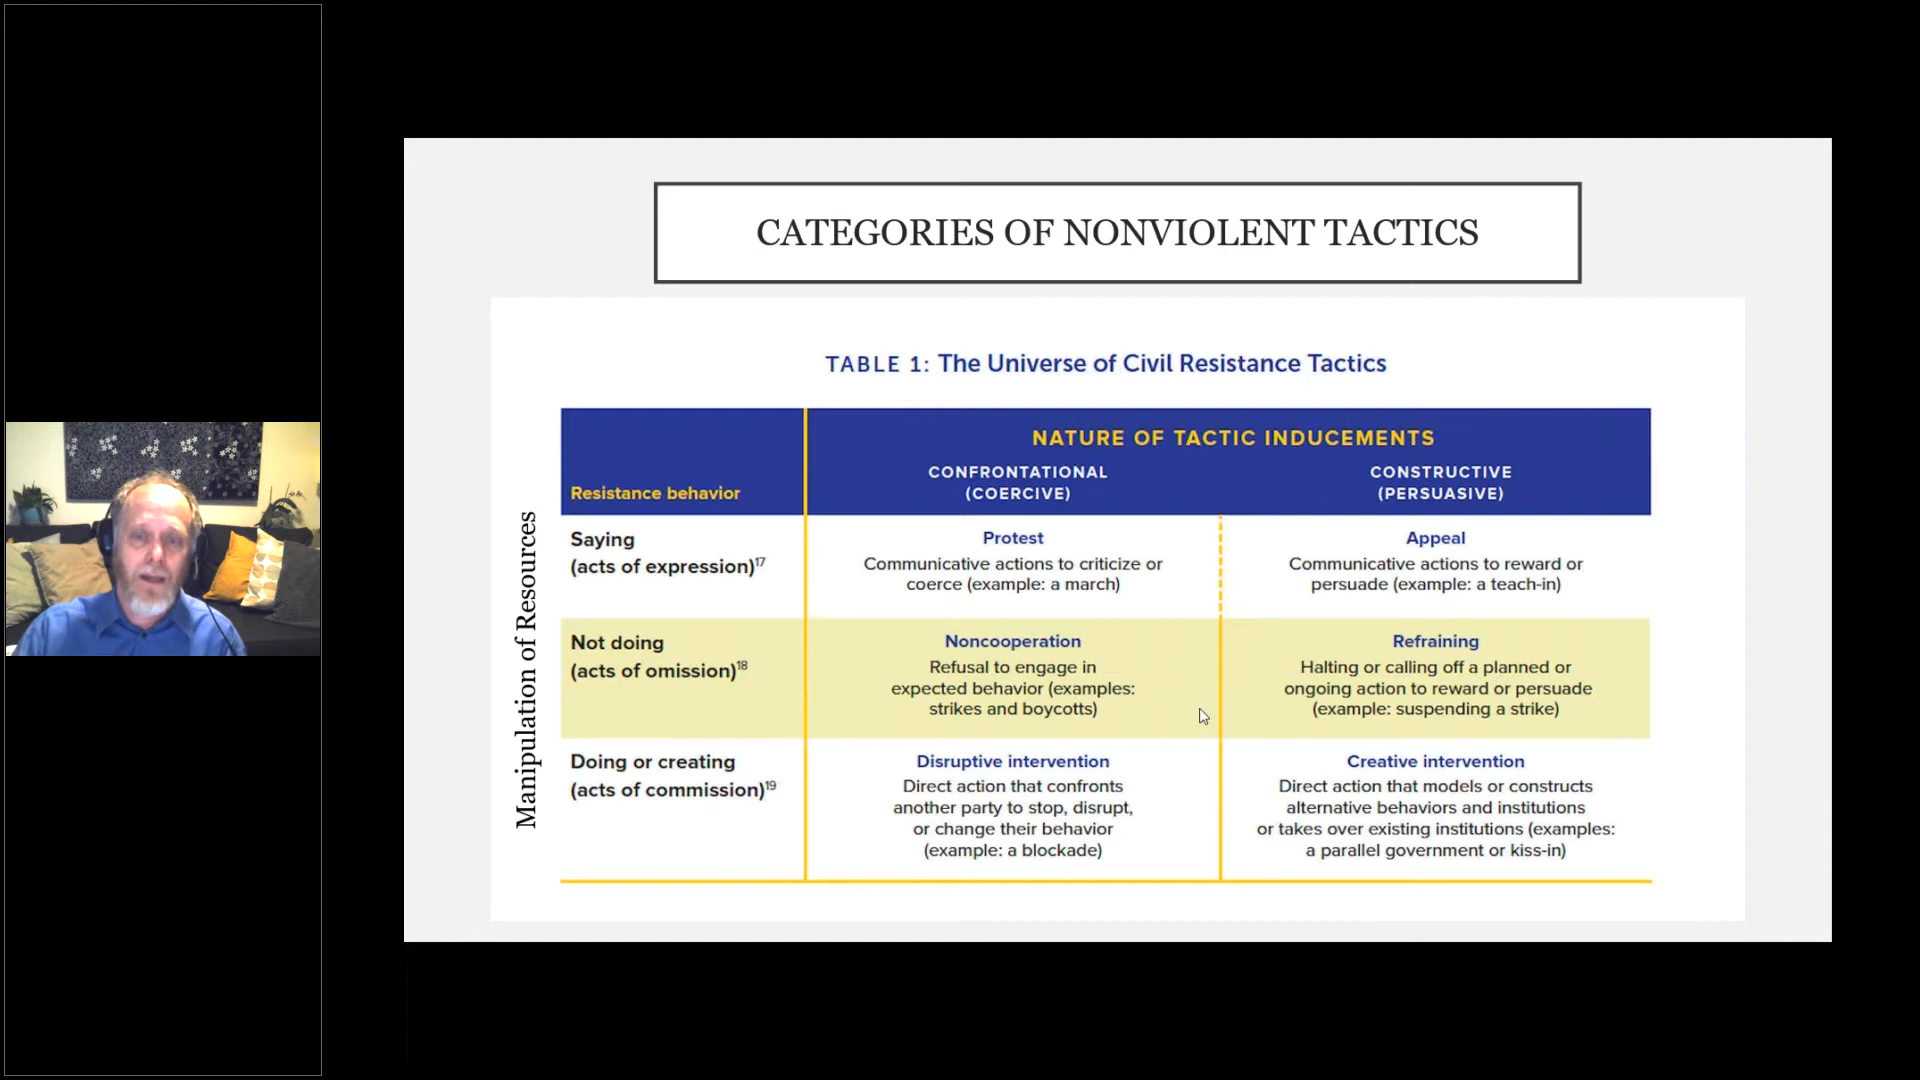 CATEGORIES OF NONVIOLENT TACTICS
TABLE 1: The Universe of Civil Resistance Tactics
Manipulation of Resources
NATURE OF TACTIC INDUCEMENTS
Resistance behavior
CONFRONTATIONAL
(COERCIVE)
CONSTRUCTIVE
(PERSUASIVE)
Saying
(acts of expression)17
Protest
Communicative actions to criticize or
coerce (example: a march)
Appeal
Communicative actions to reward or
persuade (example: a teach-in)
Not doing
(acts of omission)18
Noncooperation
Refusal to engage in
expected behavior (examples:
strikes and boycotts)
Refraining
Halting or calling off a planned or
ongoing action to reward or persuade
(example: suspending a strike)
Doing or creating
(acts of commission)19
Disruptive intervention
Direct action that confronts
another party to stop, disrupt,
or change their behavior
(example: a blockade)
Creative intervention
Direct action that models or constructs
alternative behaviors and institutions
or takes over existing institutions (examples:
a parallel government or kiss-in)